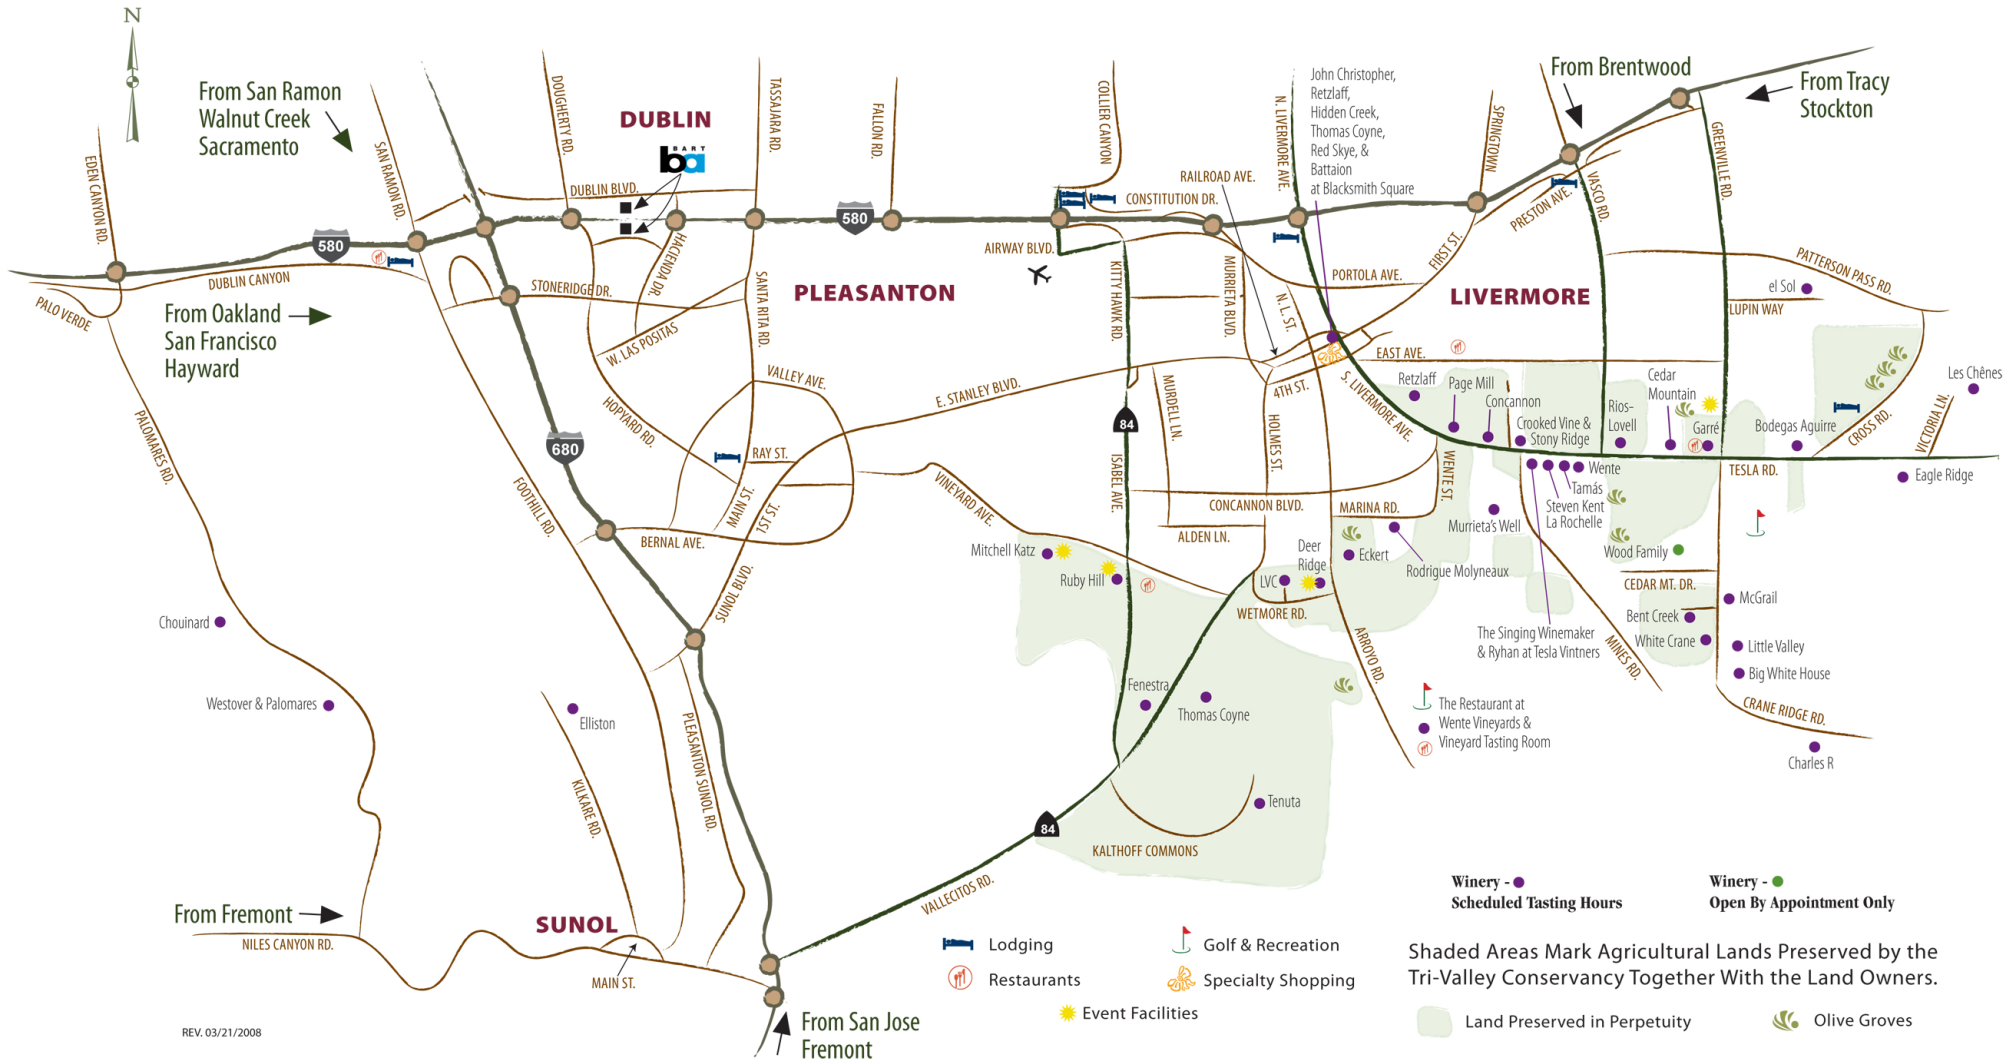 N
From San Ramon
Walnut Creek
Sacramento
From Oakland
San Francisco
Hayward
From Fremont
From San Jose
Fremont
From Brentwood
From Tracy
Stockton
DUBLIN
BART
ba
PLEASANTON
LIVERMORE
SUNOL
580
580
680
84
84
EDEN CANYON RD.
SAN RAMON RD.
DOUGHERTY RD.
TASSAJARA RD.
FALLON RD.
COLLIER CANYON
N. LIVERMORE AVE.
SPRINGTOWN
VASCO RD.
GREENVILLE RD.
DUBLIN BLVD.
CONSTITUTION DR.
RAILROAD AVE.
PRESTON AVE.
AIRWAY BLVD.
DUBLIN CANYON
PALO VERDE
STONERIDGE DR.
HACIENDA DR.
W. LAS POSITAS
SANTA RITA RD.
HOPYARD RD.
VALLEY AVE.
RAY ST.
MAIN ST.
1ST ST.
BERNAL AVE.
SUNOL BLVD.
FOOTHILL RD.
PALOMARES RD.
KILKARE RD.
PLEASANTON SUNOL RD.
NILES CANYON RD.
MAIN ST.
VALLECITOS RD.
E. STANLEY BLVD.
VINEYARD AVE.
KITTY HAWK RD.
ISABEL AVE.
MURRIETA BLVD.
MURDELL LN.
HOLMES ST.
N. L. ST.
PORTOLA AVE.
FIRST ST.
4TH ST.
S. LIVERMORE AVE.
EAST AVE.
CONCANNON BLVD.
ALDEN LN.
MARINA RD.
WENTE ST.
WETMORE RD.
ARROYO RD.
MINES RD.
KALTHOFF COMMONS
PATTERSON PASS RD.
LUPIN WAY
CROSS RD.
VICTORIA LN.
TESLA RD.
CEDAR MT. DR.
CRANE RIDGE RD.
John Christopher,
Retzlaff,
Hidden Creek,
Thomas Coyne,
Red Skye, &
Battaion
at Blacksmith Square
el Sol
Les Chênes
Retzlaff
Page Mill
Concannon
Crooked Vine &
Stony Ridge
Rios-
Lovell
Cedar
Mountain
Garré
Bodegas Aguirre
Eagle Ridge
Wente
Tamás
Steven Kent
La Rochelle
Murrieta's Well
Wood Family
McGrail
Bent Creek
White Crane
Little Valley
Big White House
Charles R
The Singing Winemaker
& Ryhan at Tesla Vintners
Rodrigue Molyneaux
Eckert
Deer
Ridge
LVC
Mitchell Katz
Ruby Hill
Fenestra
Thomas Coyne
Tenuta
The Restaurant at
Wente Vineyards &
Vineyard Tasting Room
Chouinard
Westover & Palomares
Elliston
Winery -
Scheduled Tasting Hours
Winery -
Open By Appointment Only
Shaded Areas Mark Agricultural Lands Preserved by the
Tri-Valley Conservancy Together With the Land Owners.
Land Preserved in Perpetuity
Olive Groves
Lodging
Restaurants
Event Facilities
Golf & Recreation
Specialty Shopping
REV. 03/21/2008